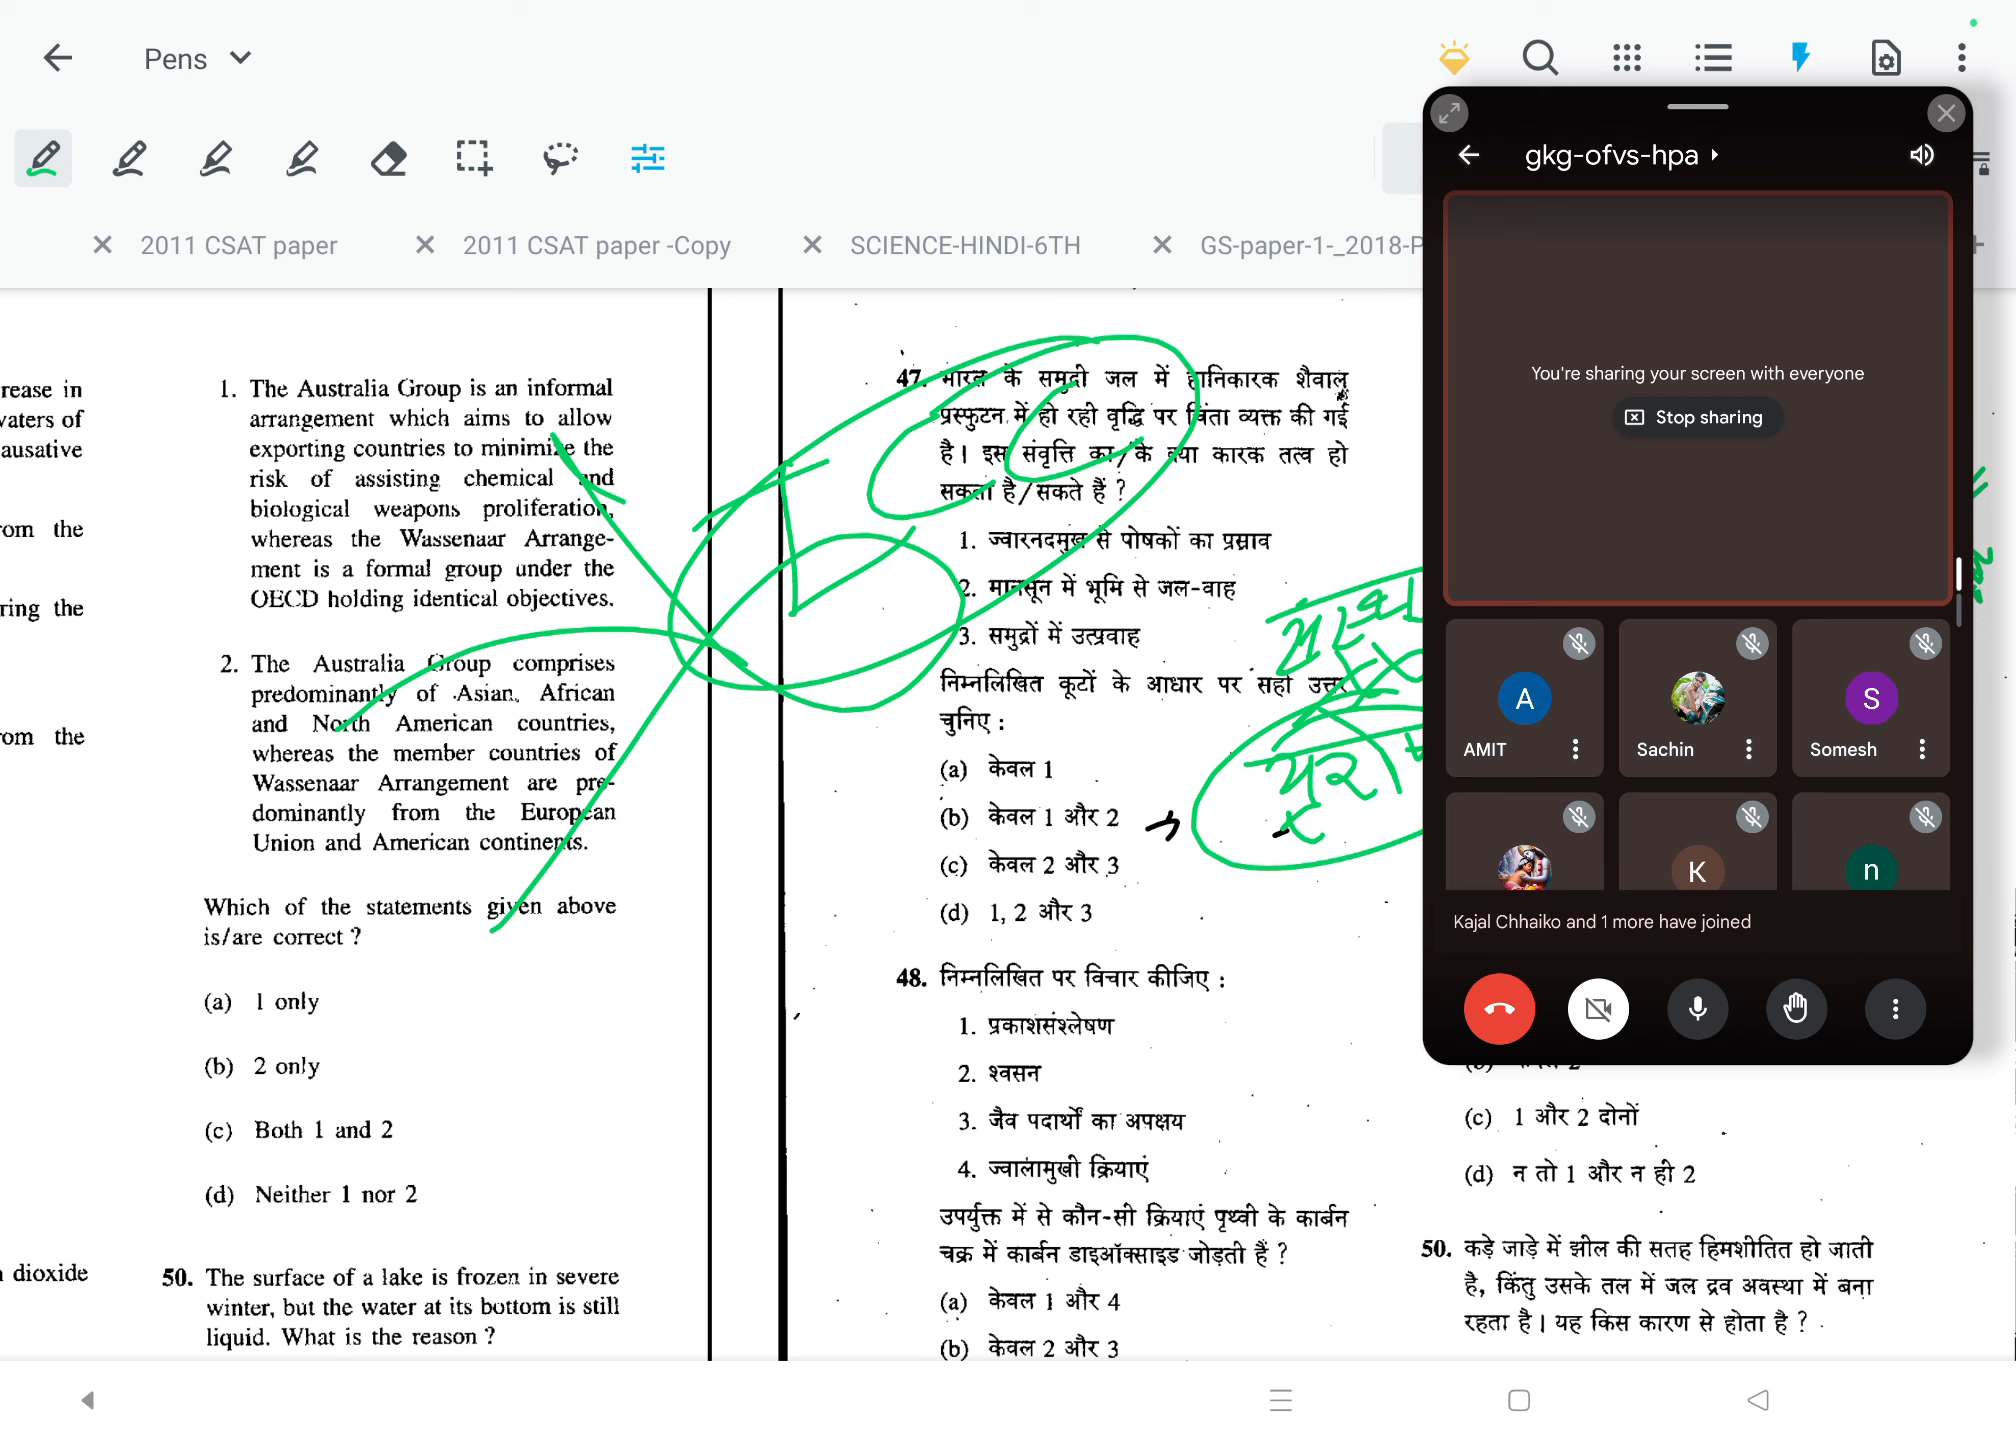 Pens
2011 CSAT paper
2011 CSAT paper -Copy
SCIENCE-HINDI-6TH
GS-paper-1-_2018-P
rease in
vaters of
ausative
om the
ring the
om the
dioxide
1. The Australia Group is an informal
arrangement which aims to allow
exporting countries to minimize the
risk of assisting chemical and
biological weapons proliferation,
whereas the Wassenaar Arrange-
ment is a formal group under the
OECD holding identical objectives.
2. The Australia Group comprises
predominantly of Asian, African
and North American countries,
whereas the member countries of
Wassenaar Arrangement are pre-
dominantly from the European
Union and American continents.
Which of the statements given above
is/are correct ?
(a) 1 only
(b) 2 only
(c) Both 1 and 2
(d) Neither 1 nor 2
50. The surface of a lake is frozen in severe
winter, but the water at its bottom is still
liquid. What is the reason ?
47. भारत के समुद्री जल में हानिकारक शैवाल
प्रस्फुटन में हो रही वृद्धि पर चिंता व्यक्त की गई
है। इस संवृत्ति का/के क्या कारक तत्व हो
सकता है/सकते हैं ?
1. ज्वारनदमुख से पोषकों का प्रस्राव
2. मानसून में भूमि से जल-वाह
3. समुद्रों में उत्प्रवाह
निम्नलिखित कूटों के आधार पर सही उत्तर
चुनिए :
(a) केवल 1
(b) केवल 1 और 2
(c) केवल 2 और 3
(d) 1, 2 और 3
48. निम्नलिखित पर विचार कीजिए :
1. प्रकाशसंश्लेषण
2. श्वसन
3. जैव पदार्थों का अपक्षय
4. ज्वालामुखी क्रियाएं
उपर्युक्त में से कौन-सी क्रियाएं पृथ्वी के कार्बन
चक्र में कार्बन डाइऑक्साइड जोड़ती हैं ?
(a) केवल 1 और 4
(b) केवल 2 और 3
gkg-ofvs-hpa
You're sharing your screen with everyone
Stop sharing
A
AMIT
Sachin
S
Somesh
K
n
Kajal Chhaiko and 1 more have joined
(c) 1 और 2 दोनों
(d) न तो 1 और न ही 2
50. कड़े जाड़े में झील की सतह हिमशीतित हो जाती
है, किंतु उसके तल में जल द्रव अवस्था में बना
रहता है। यह किस कारण से होता है ?